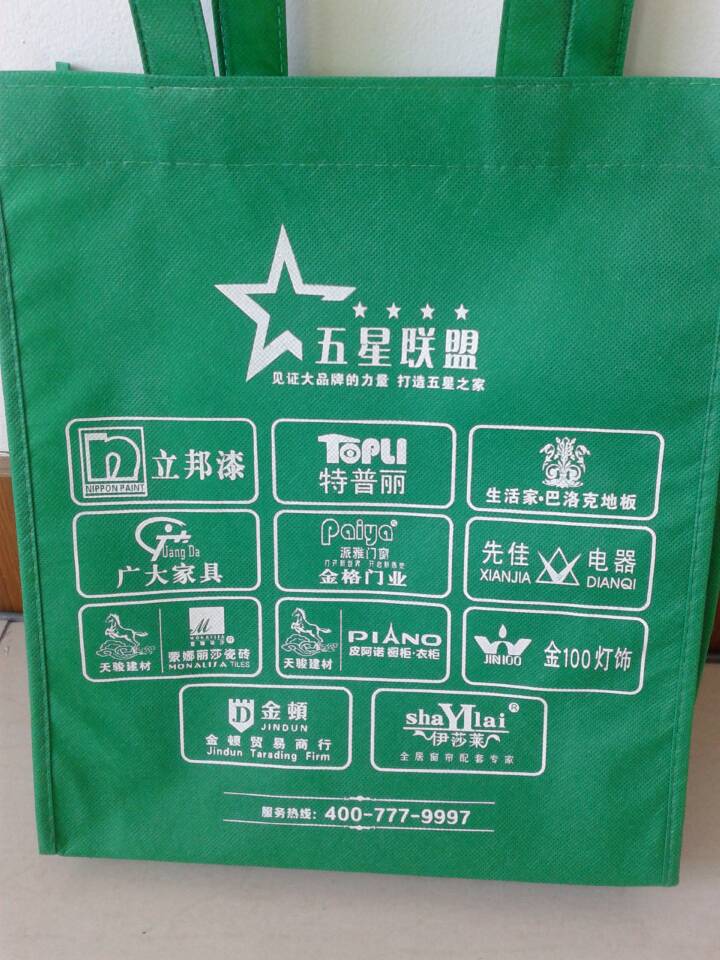 五星联盟
见证大品牌的力量 打造五星之家
NIPPON PAINT
立邦漆
TOPLI
特普丽
生活家·巴洛克地板
Guang Da
广大家具
Paiya®
派雅门窗
金格门业
先佳 电器
XIANJIA DIANQI
天骏建材
MONALISA
蒙娜丽莎瓷砖
MONALISA TILES
天骏建材
PIANO
皮阿诺橱柜·衣柜
JIN100
金100灯饰
金頓
JINDUN
金頓贸易商行
Jindun Tarading Firm
shaYIlai®
伊莎莱
全居窗帘配套专家
服务热线：400-777-9997